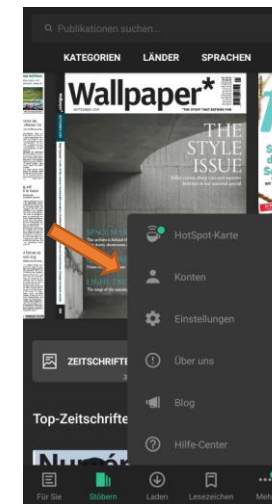 Publikationen suchen...
KATEGORIEN LÄNDER SPRACHEN
Wallpaper*
THE
STYLE
ISSUE
HotSpot-Karte
Konten
Einstellungen
Über uns
Blog
Hilfe-Center
ZEITSCHRIFTE
Top-Zeitschrifte
Numér
Für Sie Stöbern Laden Lesezeichen Meh